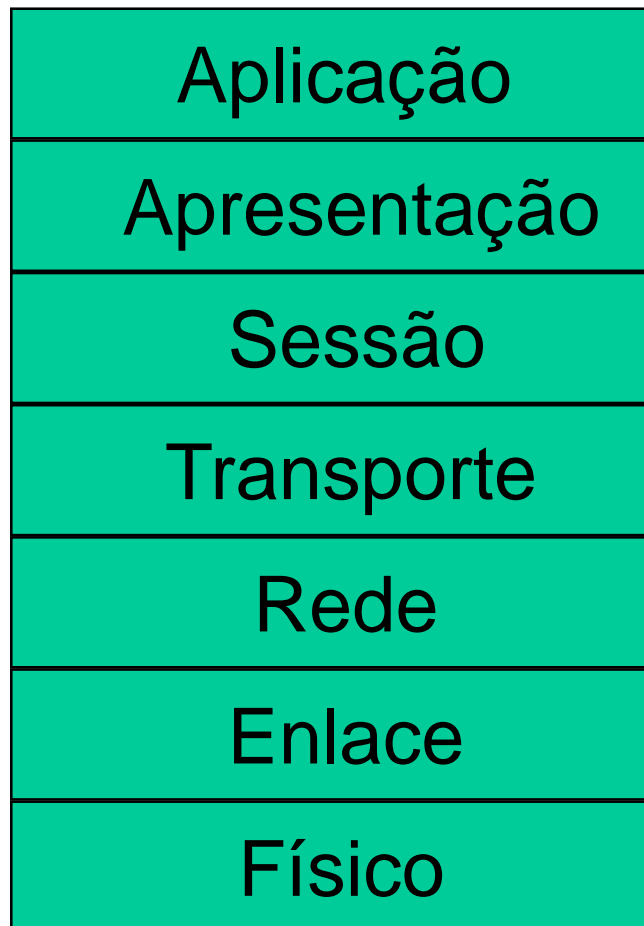 Aplicação
Apresentação
Sessão
Transporte
Rede
Enlace
Físico